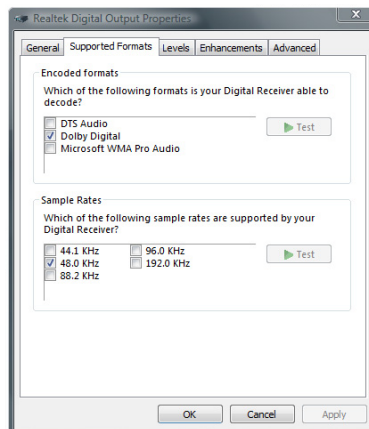 Realtek Digital Output Properties
General Supported Formats Levels Enhancements Advanced
Encoded formats
Which of the following formats is your Digital Receiver able to
decode?
DTS Audio
Dolby Digital
Microsoft WMA Pro Audio
Test
Sample Rates
Which of the following sample rates are supported by your
Digital Receiver?
44.1 KHz 96.0 KHz
48.0 KHz 192.0 KHz
88.2 KHz
Test
OK Cancel Apply